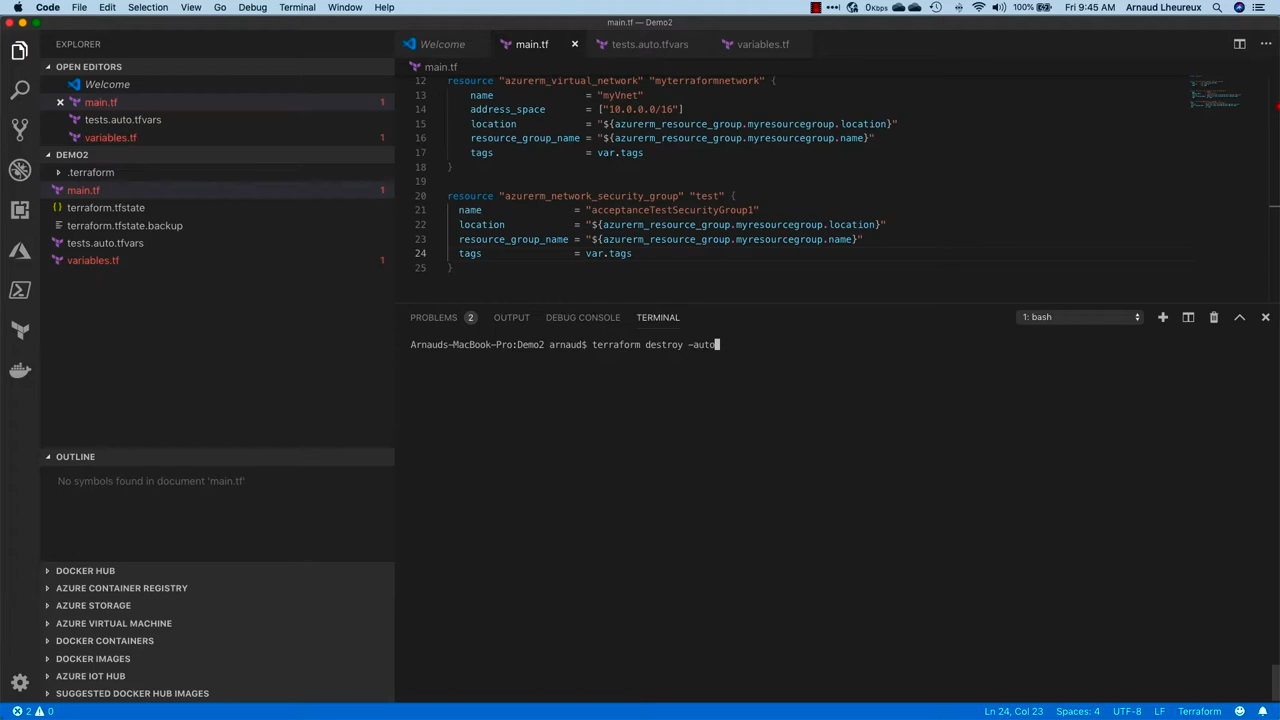 Code File Edit Selection View Go Debug Terminal Window Help 0Kbps 100% Fri 9:45 AM Arnaud Lheureux
main.tf — Demo2
EXPLORER
OPEN EDITORS
Welcome
main.tf 1
tests.auto.tfvars
variables.tf 1
DEMO2
.terraform
main.tf 1
terraform.tfstate
terraform.tfstate.backup
tests.auto.tfvars
variables.tf 1
OUTLINE
No symbols found in document 'main.tf'
DOCKER HUB
AZURE CONTAINER REGISTRY
AZURE STORAGE
AZURE VIRTUAL MACHINE
DOCKER CONTAINERS
DOCKER IMAGES
AZURE IOT HUB
SUGGESTED DOCKER HUB IMAGES
Welcome main.tf tests.auto.tfvars variables.tf
main.tf
12 resource "azurerm_virtual_network" "myterraformnetwork" {
13 name = "myVnet"
14 address_space = ["10.0.0.0/16"]
15 location = "${azurerm_resource_group.myresourcegroup.location}"
16 resource_group_name = "${azurerm_resource_group.myresourcegroup.name}"
17 tags = var.tags
18 }
19
20 resource "azurerm_network_security_group" "test" {
21 name = "acceptanceTestSecurityGroup1"
22 location = "${azurerm_resource_group.myresourcegroup.location}"
23 resource_group_name = "${azurerm_resource_group.myresourcegroup.name}"
24 tags = var.tags
25 }
PROBLEMS 2 OUTPUT DEBUG CONSOLE TERMINAL 1: bash
Arnauds-MacBook-Pro:Demo2 arnaud$ terraform destroy -auto
2 0 Ln 24, Col 23 Spaces: 4 UTF-8 LF Terraform